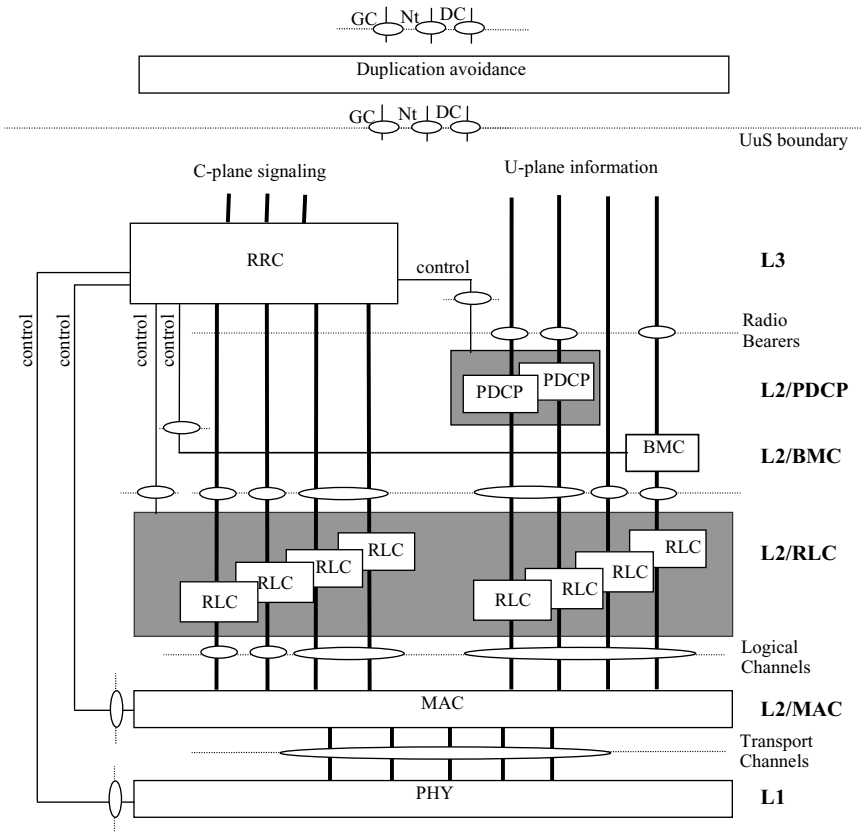 GC Nt DC
Duplication avoidance
GC Nt DC
UuS boundary
C-plane signaling
U-plane information
RRC
control
L3
control
control
control
control
Radio
Bearers
PDCP
PDCP
L2/PDCP
BMC
L2/BMC
RLC
RLC
RLC
RLC
RLC
RLC
RLC
RLC
L2/RLC
Logical
Channels
MAC
L2/MAC
Transport
Channels
PHY
L1